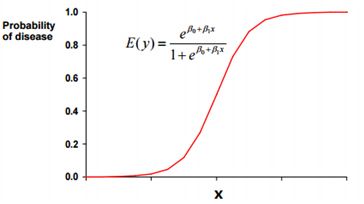 Probability
of disease
1.0
0.8
0.6
0.4
0.2
0.0
E(y) = e^{β₀+β₁x} / 1 + e^{β₀+β₁x}
x